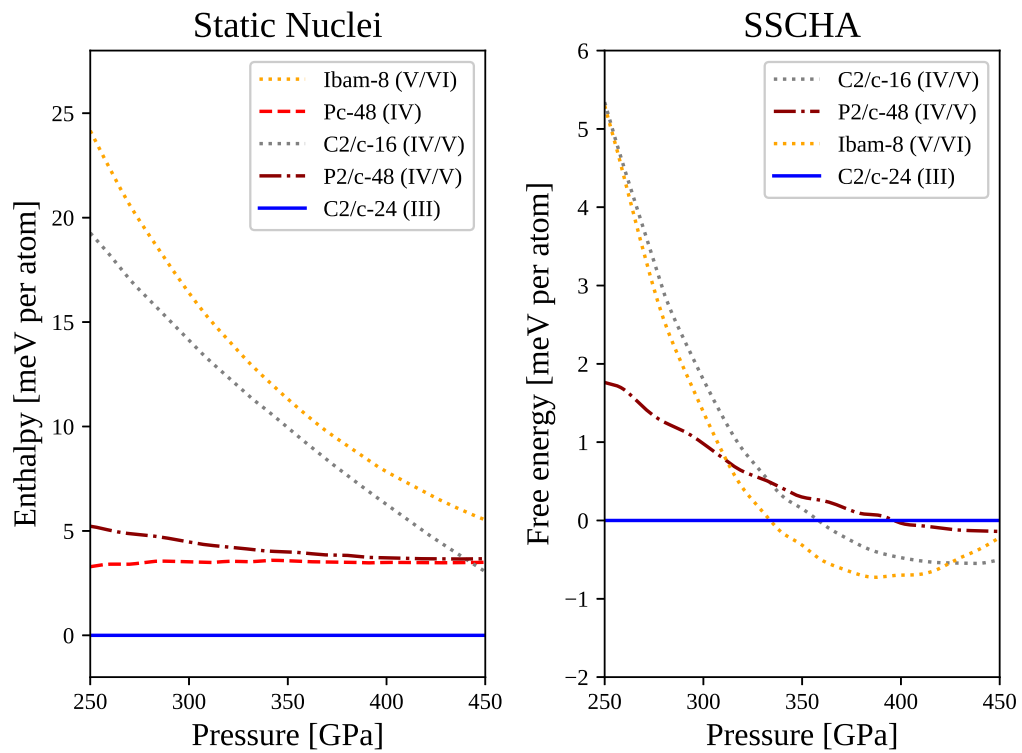 Static Nuclei
Enthalpy [meV per atom]
25
20
15
10
5
0
Ibam-8 (V/VI)
Pc-48 (IV)
C2/c-16 (IV/V)
P2/c-48 (IV/V)
C2/c-24 (III)
250
300
350
400
450
Pressure [GPa]
SSCHA
Free energy [meV per atom]
6
5
4
3
2
1
0
−1
−2
C2/c-16 (IV/V)
P2/c-48 (IV/V)
Ibam-8 (V/VI)
C2/c-24 (III)
250
300
350
400
450
Pressure [GPa]